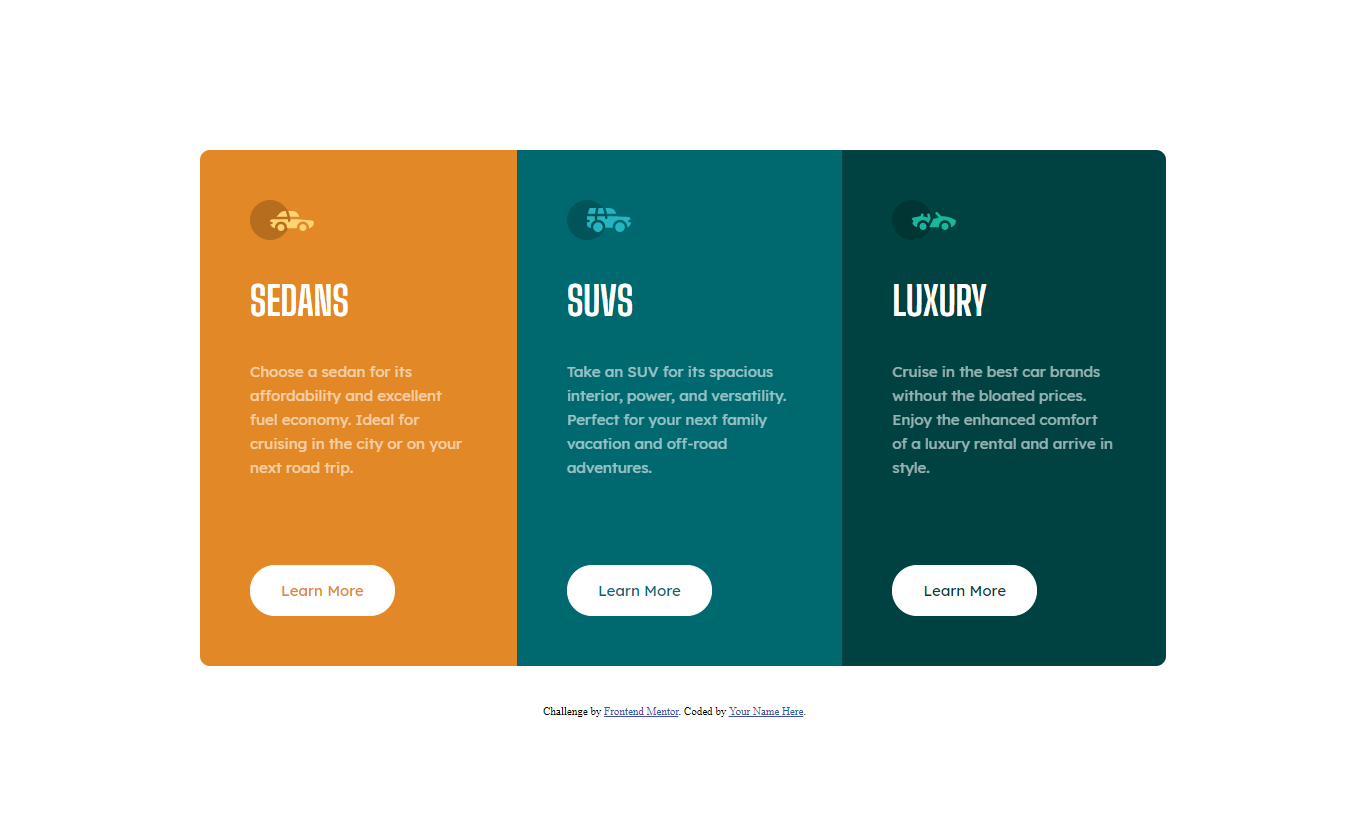 SEDANS
Choose a sedan for its
affordability and excellent
fuel economy. Ideal for
cruising in the city or on your
next road trip.
Learn More
SUVS
Take an SUV for its spacious
interior, power, and versatility.
Perfect for your next family
vacation and off-road
adventures.
Learn More
LUXURY
Cruise in the best car brands
without the bloated prices.
Enjoy the enhanced comfort
of a luxury rental and arrive in
style.
Learn More
Challenge by Frontend Mentor. Coded by Your Name Here.